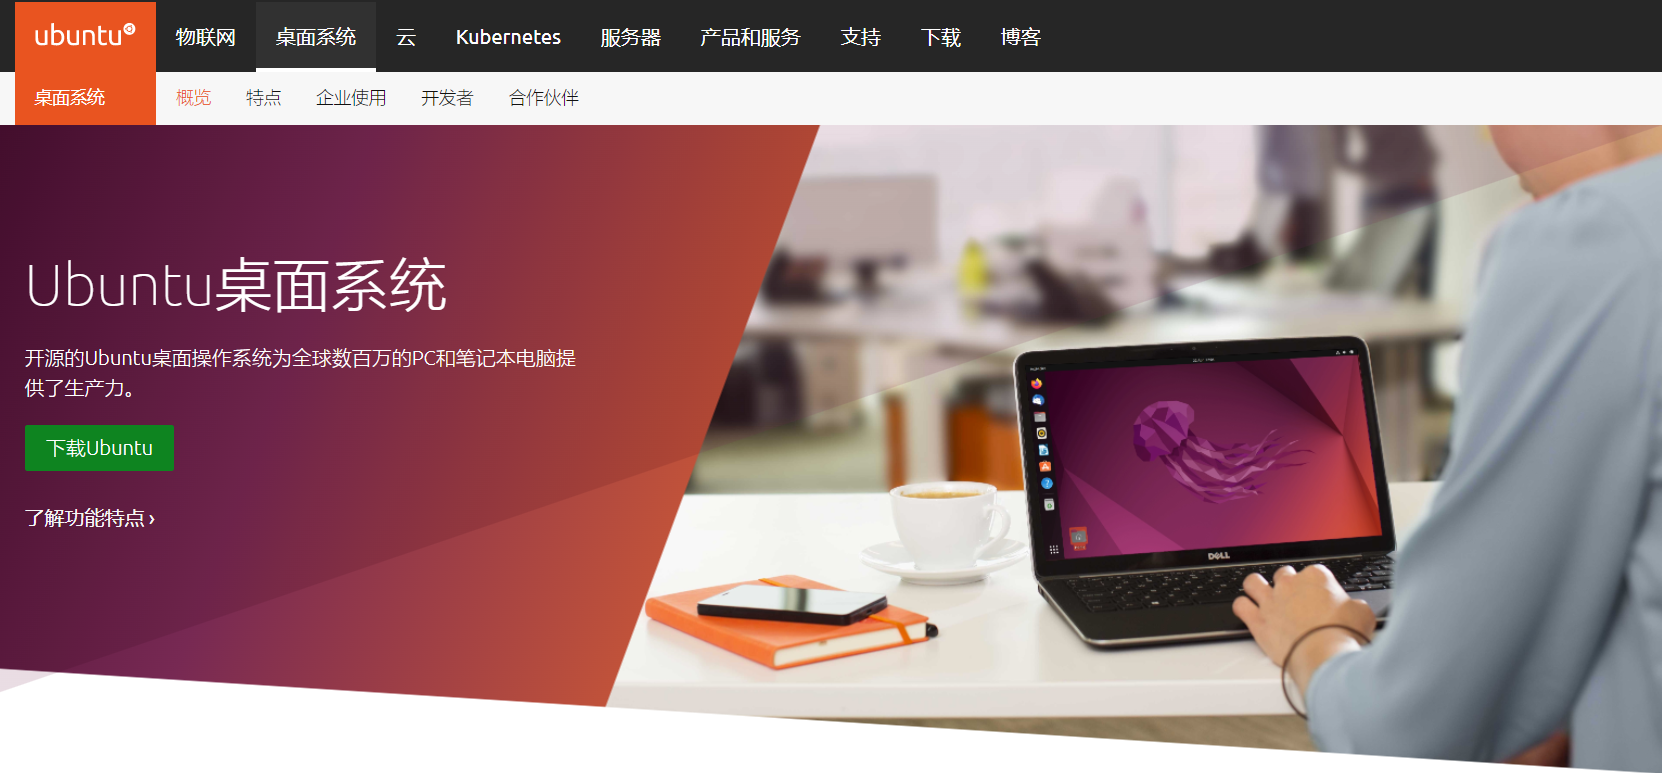 ubuntu
物联网
桌面系统
云
Kubernetes
服务器
产品和服务
支持
下载
博客
桌面系统
概览
特点
企业使用
开发者
合作伙伴
Ubuntu桌面系统
开源的Ubuntu桌面操作系统为全球数百万的PC和笔记本电脑提
供了生产力。
下载Ubuntu
了解功能特点 ›
DELL